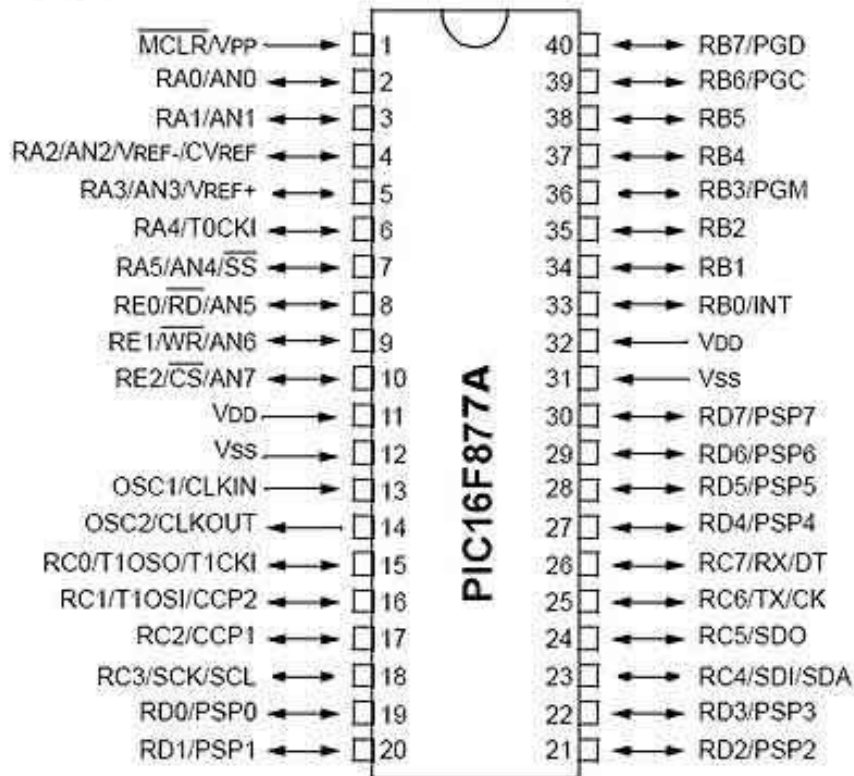 M̅C̅L̅R̅/VPP 1 40 RB7/PGD
RA0/AN0 2 39 RB6/PGC
RA1/AN1 3 38 RB5
RA2/AN2/VREF-/CVREF 4 37 RB4
RA3/AN3/VREF+ 5 36 RB3/PGM
RA4/T0CKI 6 35 RB2
RA5/AN4/S̅S̅ 7 34 RB1
RE0/R̅D̅/AN5 8 33 RB0/INT
RE1/W̅R̅/AN6 9 32 VDD
RE2/C̅S̅/AN7 10 31 VSS
VDD 11 30 RD7/PSP7
VSS 12 29 RD6/PSP6
OSC1/CLKIN 13 28 RD5/PSP5
OSC2/CLKOUT 14 27 RD4/PSP4
RC0/T1OSO/T1CKI 15 26 RC7/RX/DT
RC1/T1OSI/CCP2 16 25 RC6/TX/CK
RC2/CCP1 17 24 RC5/SDO
RC3/SCK/SCL 18 23 RC4/SDI/SDA
RD0/PSP0 19 22 RD3/PSP3
RD1/PSP1 20 21 RD2/PSP2
PIC16F877A